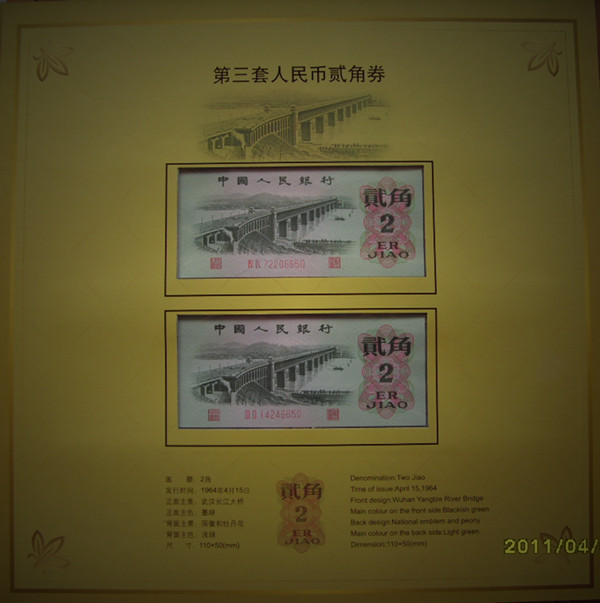 第三套人民币贰角券
中國人民銀行
貳角
2
ER
JIAO
72206650
中國人民銀行
貳角
2
ER
JIAO
14246650
面 额: 2角
发行时间: 1964年4月15日
正面主景: 武汉长江大桥
正面主色: 墨绿
背面主景: 国徽和牡丹花
背面主色: 浅绿
尺 寸: 110×50(mm)
貳角
2
ER
JIAO
Denomination:Two Jiao
Time of issue:April 15,1964
Front design:Wuhan Yangtze River Bridge
Main colour on the front side:Blackish green
Back design:National emblem and peony
Main colour on the back side:Light green
Dimension:110×50(mm)
2011/04/